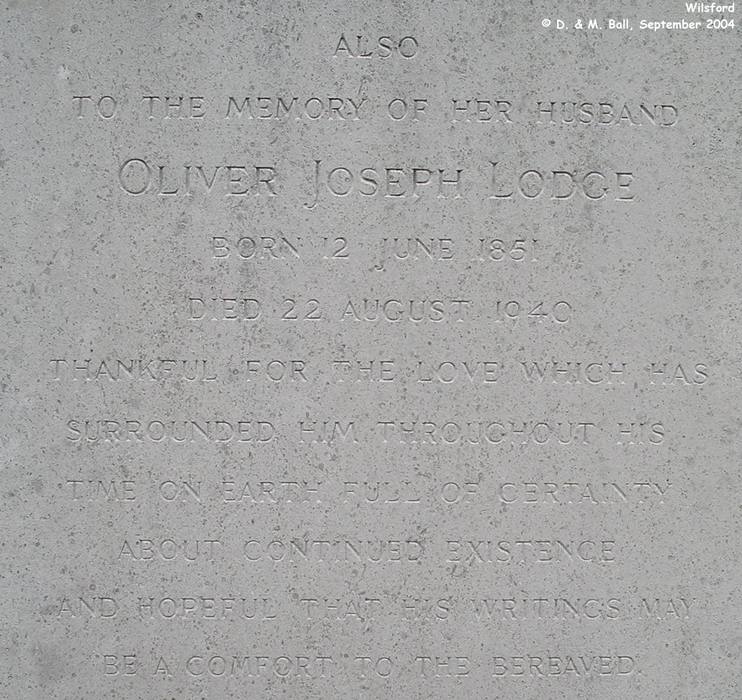 Wilsford
© D. & M. Ball, September 2004
ALSO
TO THE MEMORY OF HER HUSBAND
OLIVER JOSEPH LODGE
BORN 12 JUNE 1851
DIED 22 AUGUST 1940
THANKFUL FOR THE LOVE WHICH HAS
SURROUNDED HIM THROUGHOUT HIS
TIME ON EARTH FULL OF CERTAINTY
ABOUT CONTINUED EXISTENCE
AND HOPEFUL THAT HIS WRITINGS MAY
BE A COMFORT TO THE BEREAVED.